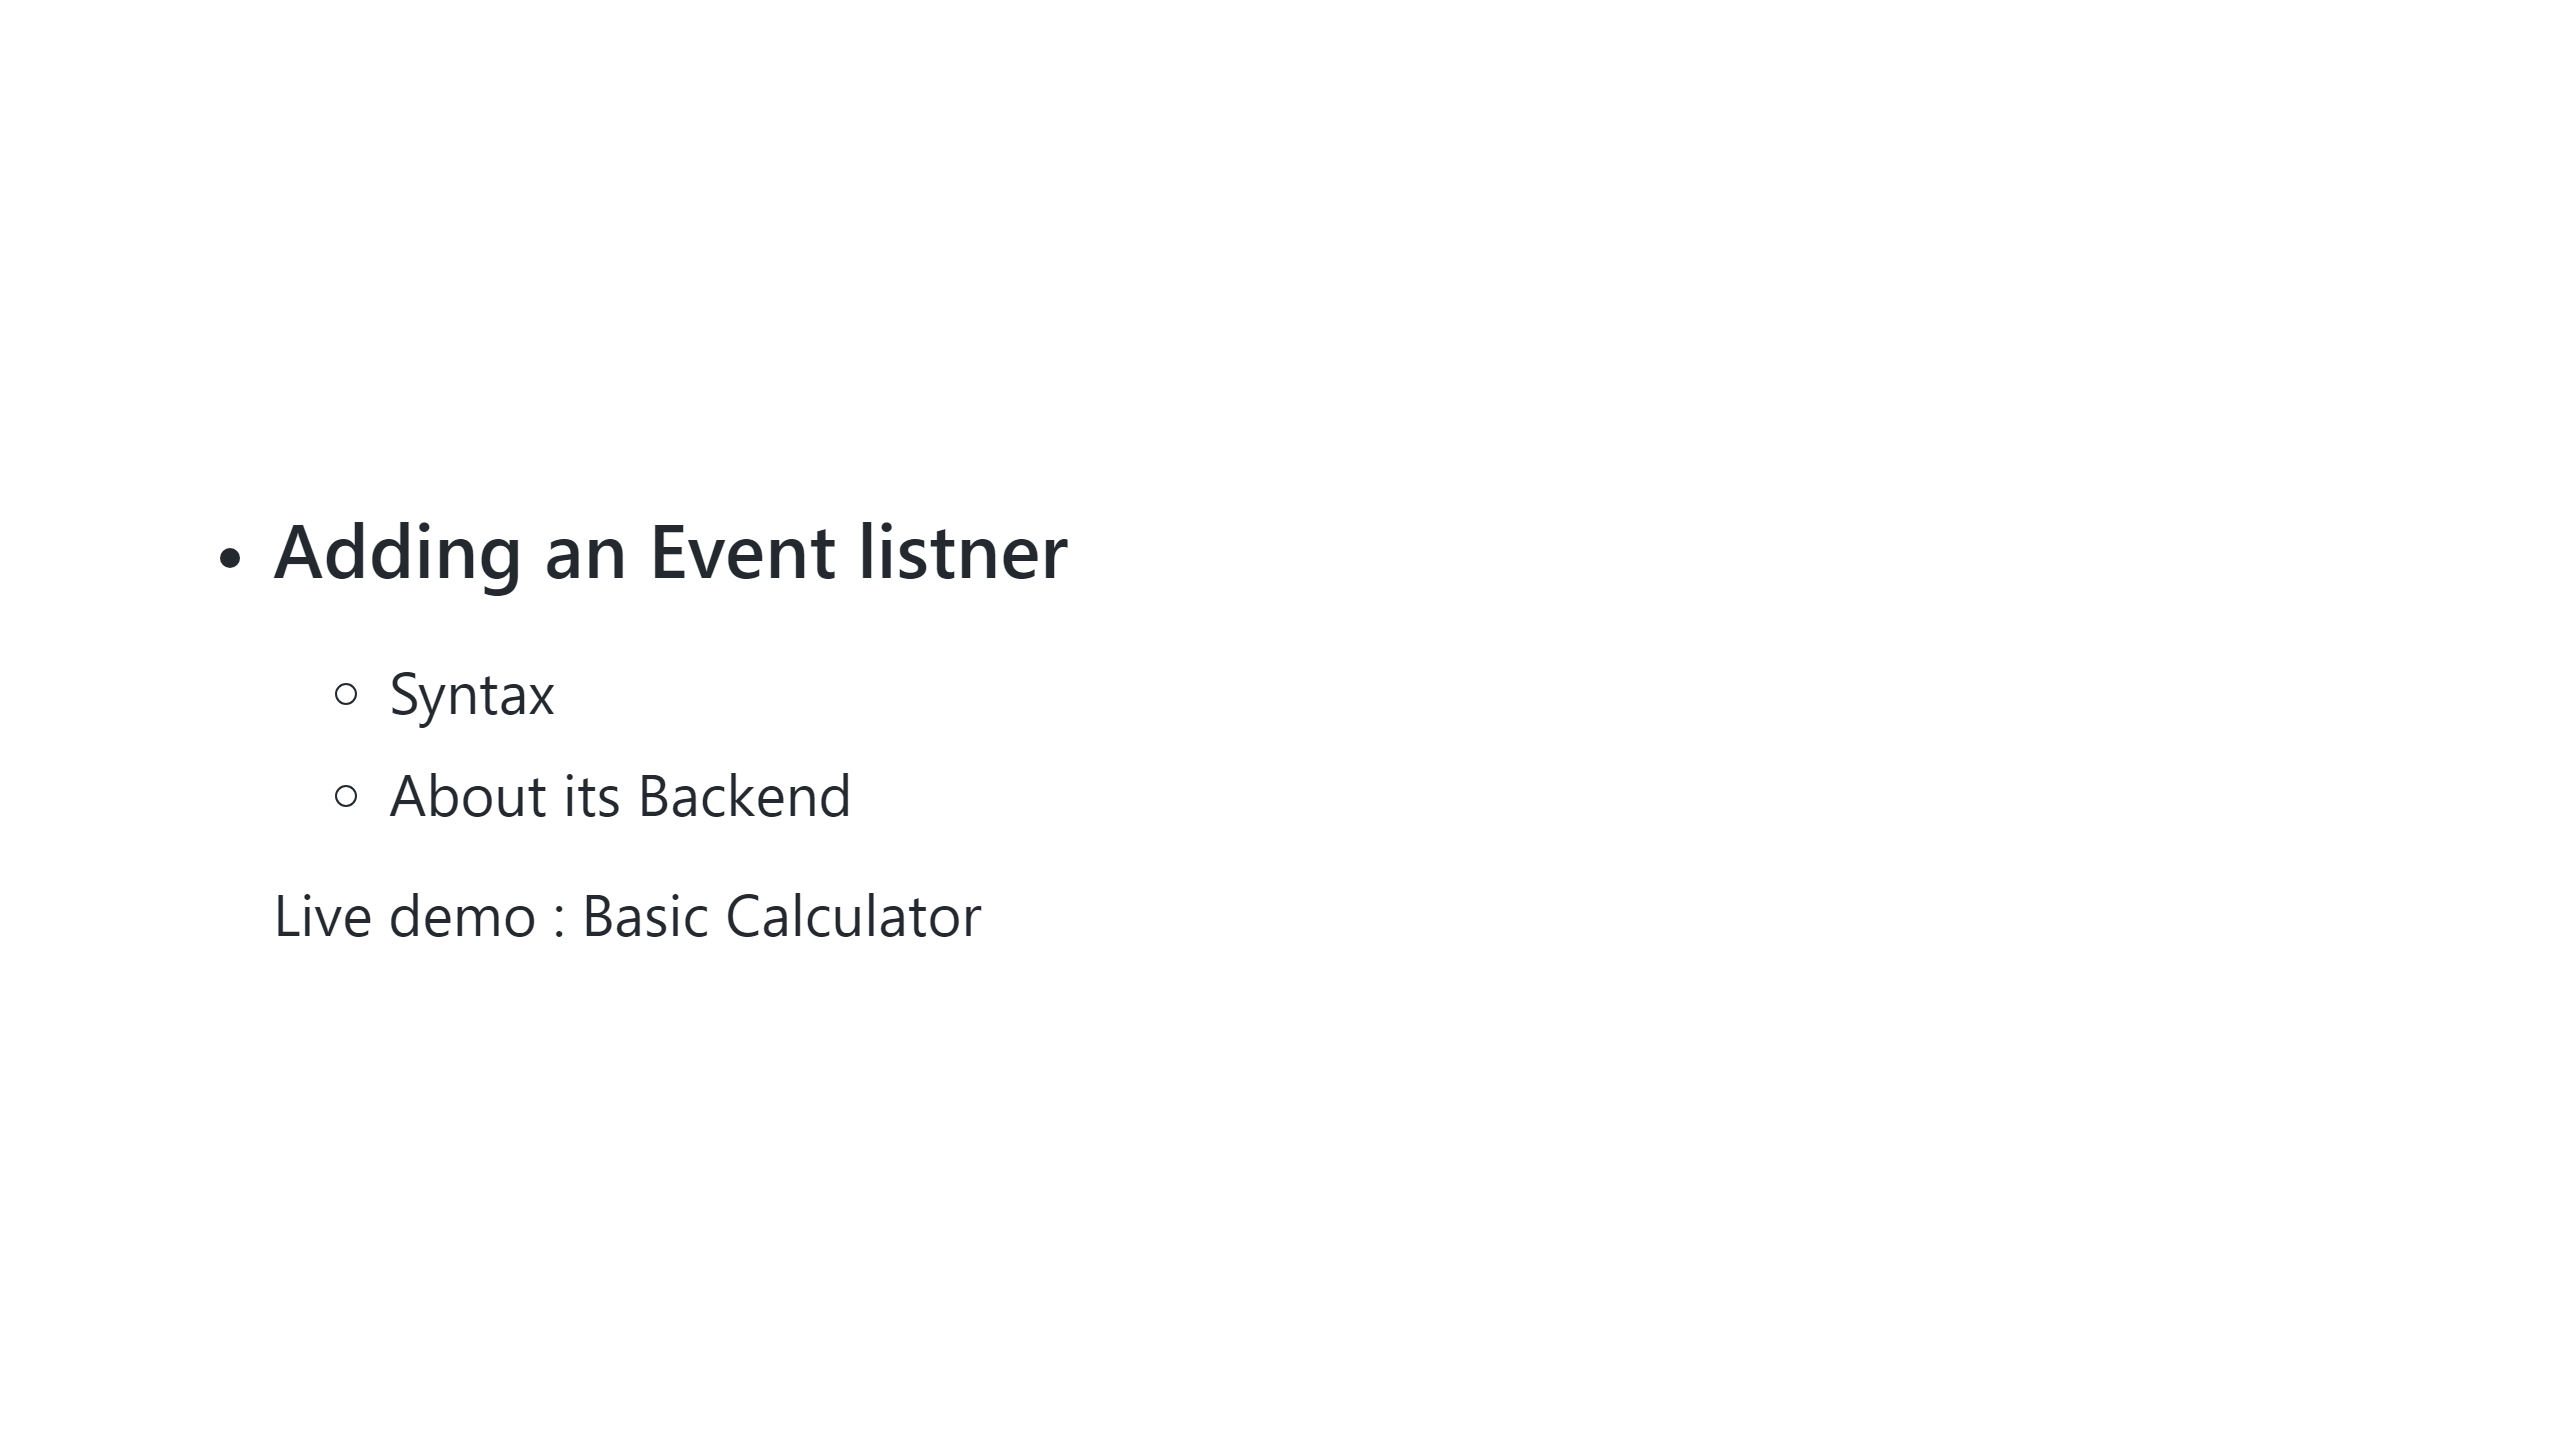 Adding an Event listner
Syntax
About its Backend
Live demo : Basic Calculator